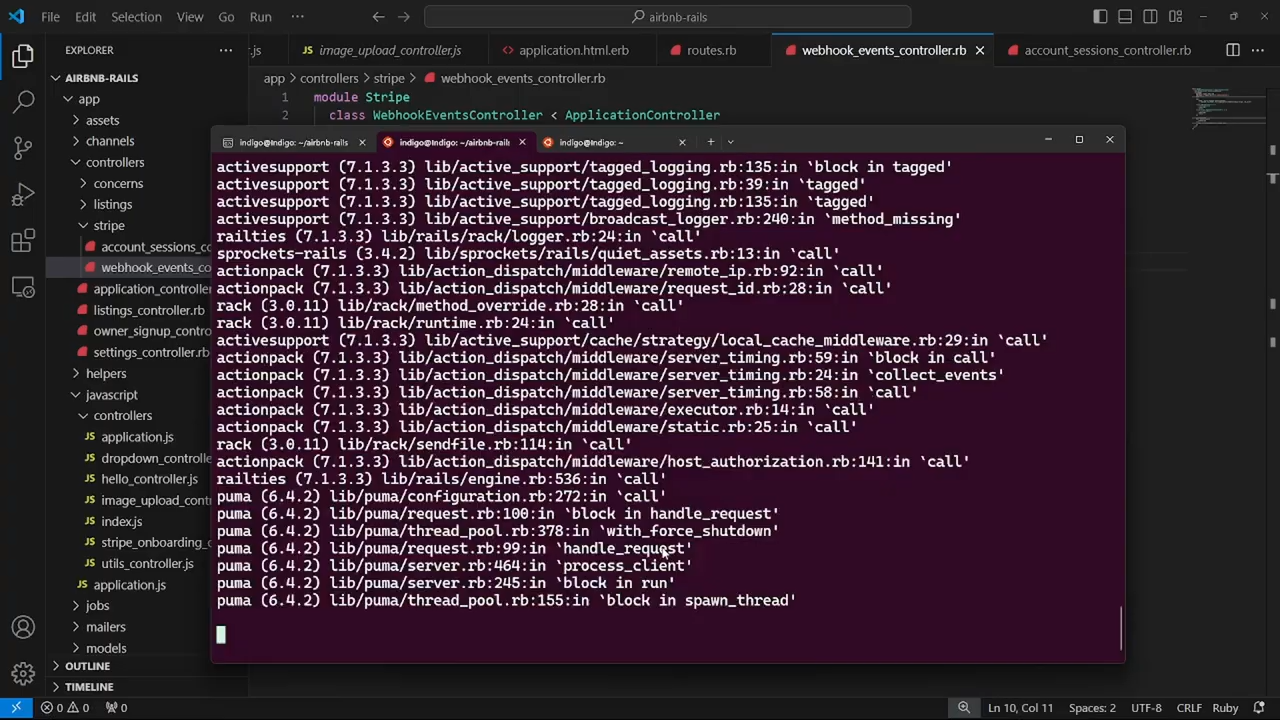 File Edit Selection View Go Run ··· airbnb-rails
EXPLORER ···
.js image_upload_controller.js application.html.erb routes.rb webhook_events_controller.rb account_sessions_controller.rb ···
AIRBNB-RAILS
app
assets
channels
controllers
concerns
listings
stripe
account_sessions_co
webhook_events_co
application_controller
listings_controller.rb
owner_signup_contro
settings_controller.rb
helpers
javascript
controllers
application.js
dropdown_controlle
hello_controller.js
image_upload_cont
index.js
stripe_onboarding_c
utils_controller.js
application.js
jobs
mailers
models
OUTLINE
TIMELINE
app > controllers > stripe > webhook_events_controller.rb
1 module Stripe
2 class WebhookEventsController < ApplicationController
indigo@Indigo: ~/airbnb-rails indigo@Indigo: ~/airbnb-rails indigo@Indigo: ~
activesupport (7.1.3.3) lib/active_support/tagged_logging.rb:135:in `block in tagged'
activesupport (7.1.3.3) lib/active_support/tagged_logging.rb:39:in `tagged'
activesupport (7.1.3.3) lib/active_support/tagged_logging.rb:135:in `tagged'
activesupport (7.1.3.3) lib/active_support/broadcast_logger.rb:240:in `method_missing'
railties (7.1.3.3) lib/rails/rack/logger.rb:24:in `call'
sprockets-rails (3.4.2) lib/sprockets/rails/quiet_assets.rb:13:in `call'
actionpack (7.1.3.3) lib/action_dispatch/middleware/remote_ip.rb:92:in `call'
actionpack (7.1.3.3) lib/action_dispatch/middleware/request_id.rb:28:in `call'
rack (3.0.11) lib/rack/method_override.rb:28:in `call'
rack (3.0.11) lib/rack/runtime.rb:24:in `call'
activesupport (7.1.3.3) lib/active_support/cache/strategy/local_cache_middleware.rb:29:in `call'
actionpack (7.1.3.3) lib/action_dispatch/middleware/server_timing.rb:59:in `block in call'
actionpack (7.1.3.3) lib/action_dispatch/middleware/server_timing.rb:24:in `collect_events'
actionpack (7.1.3.3) lib/action_dispatch/middleware/server_timing.rb:58:in `call'
actionpack (7.1.3.3) lib/action_dispatch/middleware/executor.rb:14:in `call'
actionpack (7.1.3.3) lib/action_dispatch/middleware/static.rb:25:in `call'
rack (3.0.11) lib/rack/sendfile.rb:114:in `call'
actionpack (7.1.3.3) lib/action_dispatch/middleware/host_authorization.rb:141:in `call'
railties (7.1.3.3) lib/rails/engine.rb:536:in `call'
puma (6.4.2) lib/puma/configuration.rb:272:in `call'
puma (6.4.2) lib/puma/request.rb:100:in `block in handle_request'
puma (6.4.2) lib/puma/thread_pool.rb:378:in `with_force_shutdown'
puma (6.4.2) lib/puma/request.rb:99:in `handle_request'
puma (6.4.2) lib/puma/server.rb:464:in `process_client'
puma (6.4.2) lib/puma/server.rb:245:in `block in run'
puma (6.4.2) lib/puma/thread_pool.rb:155:in `block in spawn_thread'
0 0 0 Ln 10, Col 11 Spaces: 2 UTF-8 CRLF Ruby